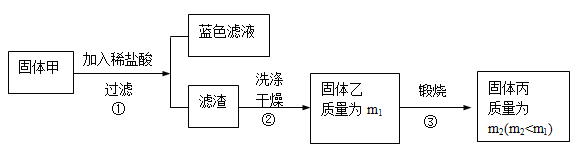 固体甲
加入稀盐酸
过滤
①
蓝色滤液
滤渣
洗涤
干燥
②
固体乙
质量为 m₁
锻烧
③
固体丙
质量为
m₂(m₂<m₁)